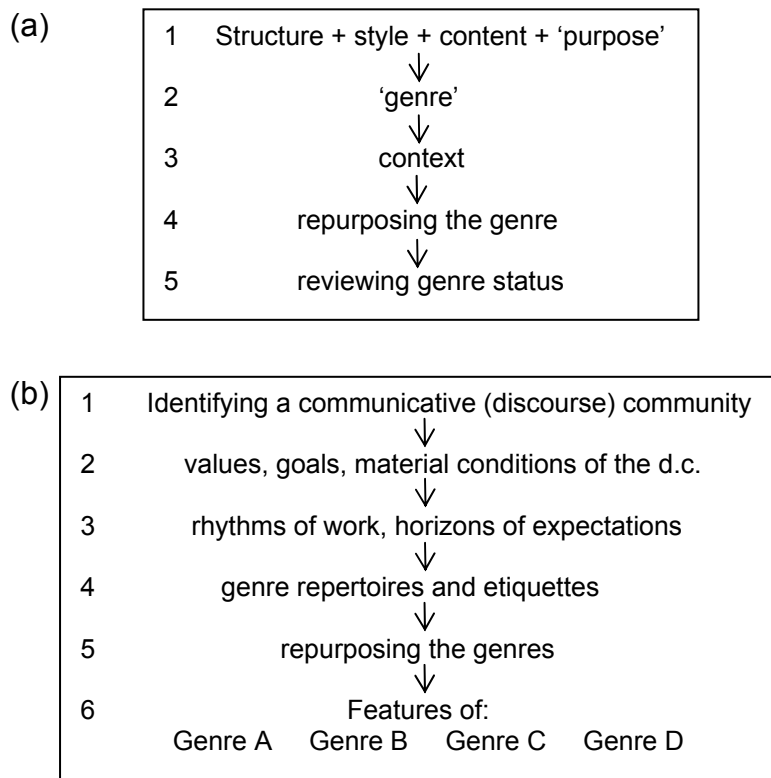 (a)
1 Structure + style + content + ‘purpose’
2 ‘genre’
3 context
4 repurposing the genre
5 reviewing genre status
(b)
1 Identifying a communicative (discourse) community
2 values, goals, material conditions of the d.c.
3 rhythms of work, horizons of expectations
4 genre repertoires and etiquettes
5 repurposing the genres
6 Features of:
Genre A Genre B Genre C Genre D